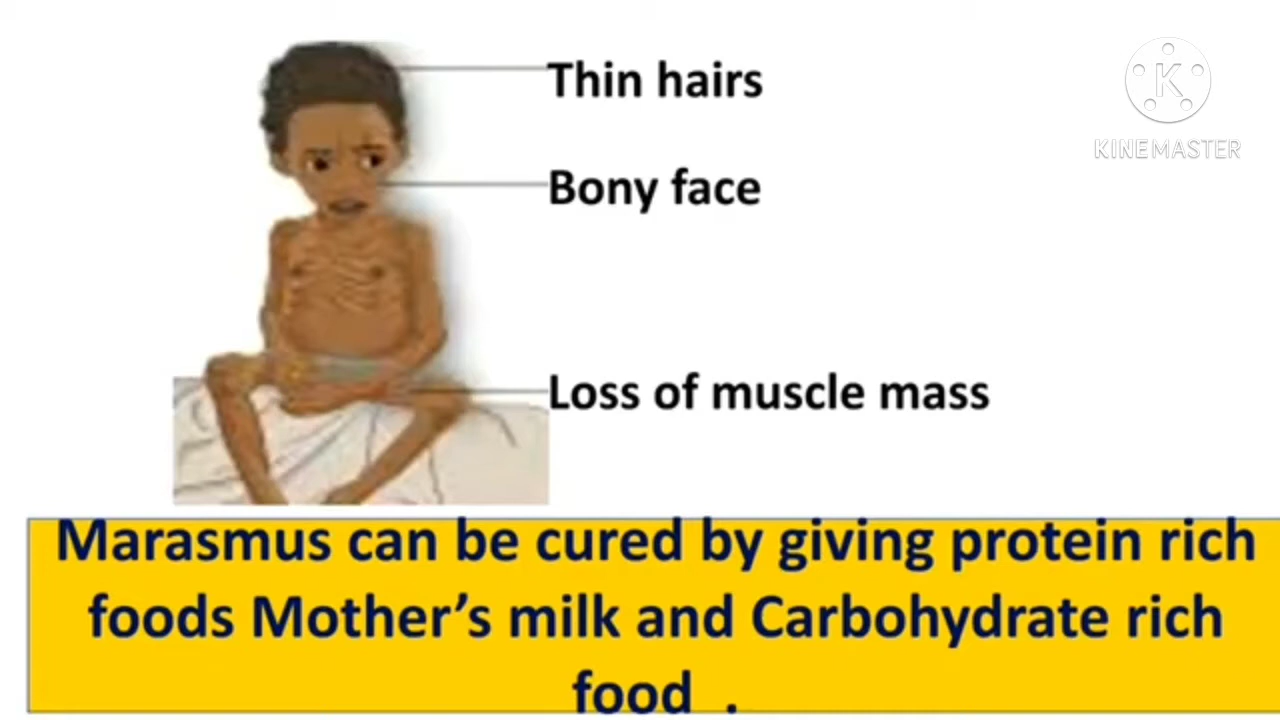 Thin hairs
K
KINEMASTER
Bony face
Loss of muscle mass
Marasmus can be cured by giving protein rich
foods Mother's milk and Carbohydrate rich
food .